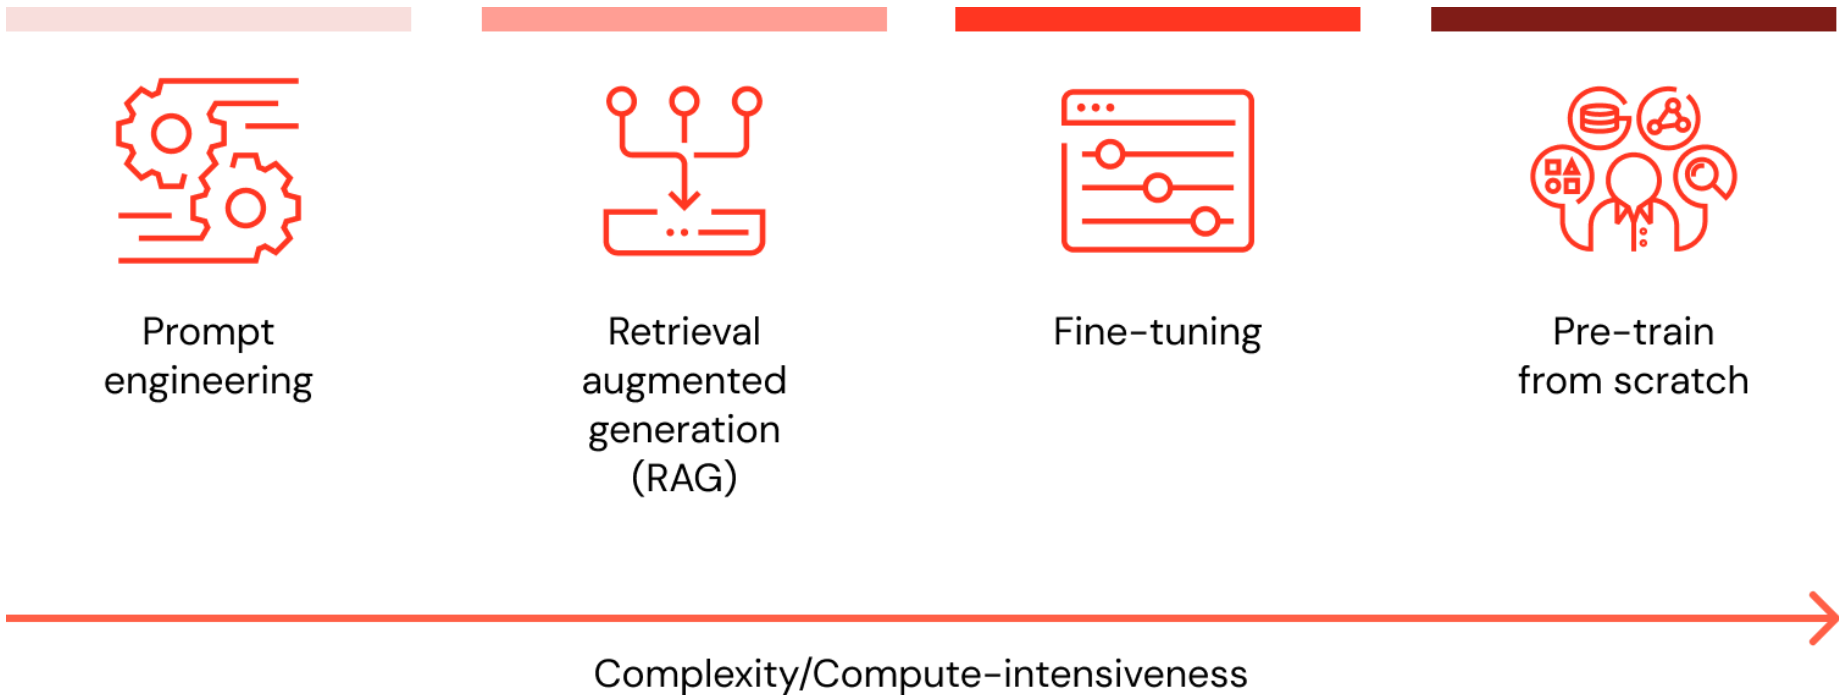 Prompt
engineering
Retrieval
augmented
generation
(RAG)
Fine-tuning
Pre-train
from scratch
Complexity/Compute-intensiveness